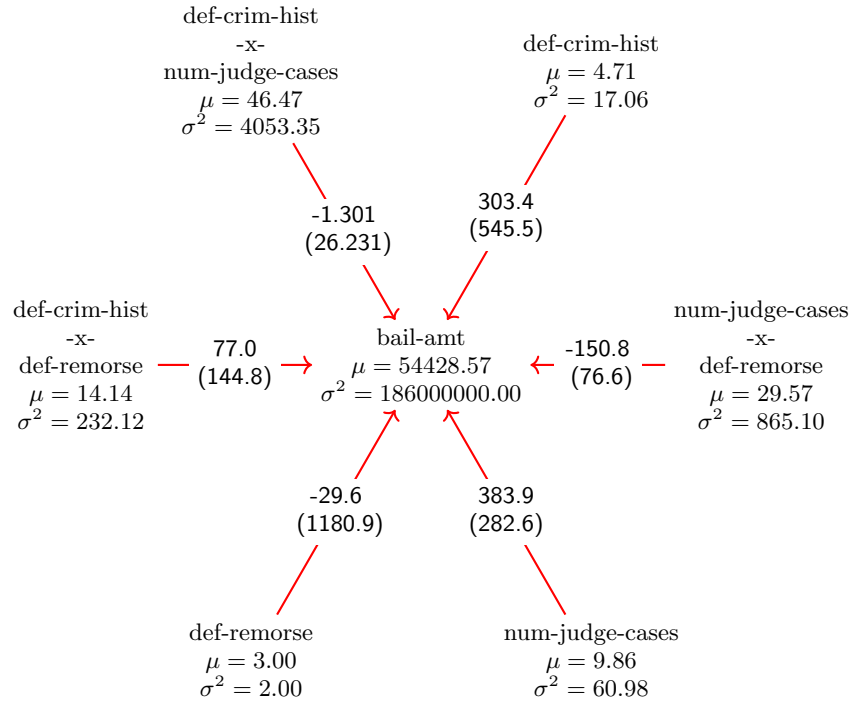 def-crim-hist
-x-
num-judge-cases
μ = 46.47
σ² = 4053.35
def-crim-hist
μ = 4.71
σ² = 17.06
-1.301
(26.231)
303.4
(545.5)
def-crim-hist
-x-
def-remorse
μ = 14.14
σ² = 232.12
77.0
(144.8)
bail-amt
μ = 54428.57
σ² = 186000000.00
-150.8
(76.6)
num-judge-cases
-x-
def-remorse
μ = 29.57
σ² = 865.10
-29.6
(1180.9)
383.9
(282.6)
def-remorse
μ = 3.00
σ² = 2.00
num-judge-cases
μ = 9.86
σ² = 60.98